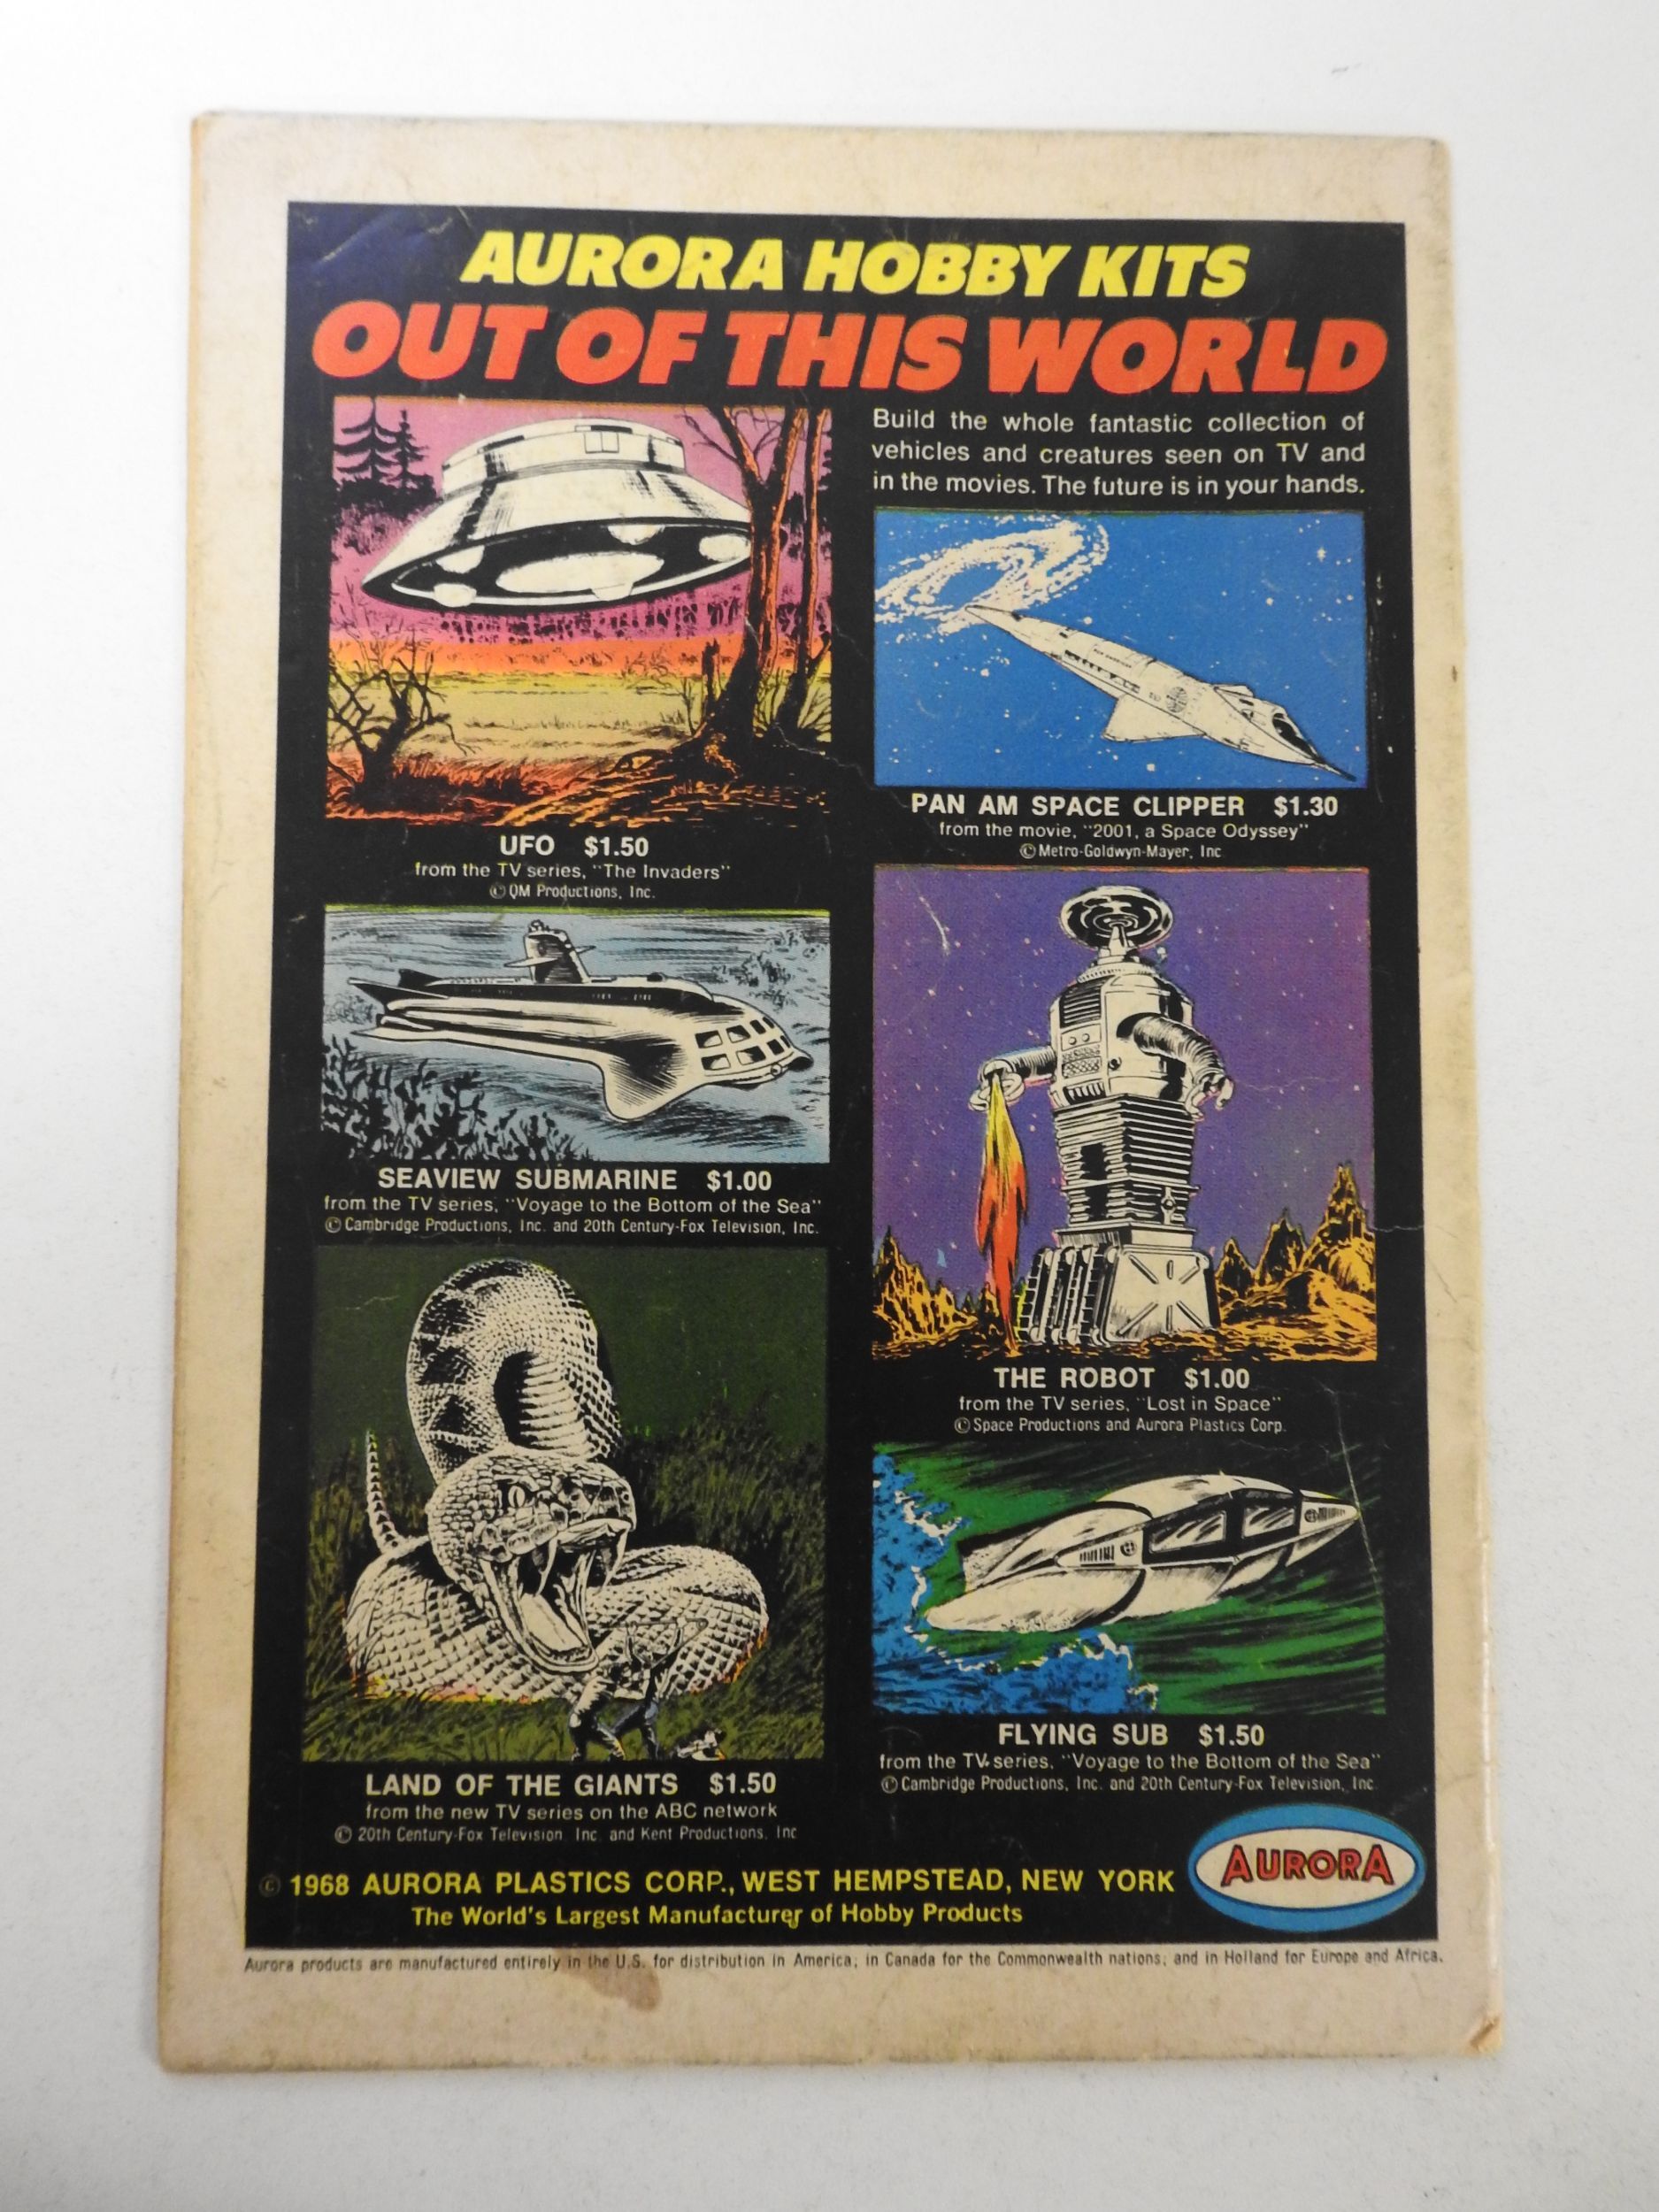 AURORA HOBBY KITS
OUT OF THIS WORLD
Build the whole fantastic collection of
vehicles and creatures seen on TV and
in the movies. The future is in your hands.
UFO $1.50
from the TV series, "The Invaders"
© QM Productions, Inc.
PAN AMERICAN
PAN AM SPACE CLIPPER $1.30
from the movie, "2001, a Space Odyssey"
© Metro-Goldwyn-Mayer, Inc
SEAVIEW SUBMARINE $1.00
from the TV series, "Voyage to the Bottom of the Sea"
© Cambridge Productions, Inc. and 20th Century-Fox Television, Inc.
THE ROBOT $1.00
from the TV series, "Lost in Space"
© Space Productions and Aurora Plastics Corp.
LAND OF THE GIANTS $1.50
from the new TV series on the ABC network
© 20th Century-Fox Television Inc. and Kent Productions, Inc
FLYING SUB $1.50
from the TV series, "Voyage to the Bottom of the Sea"
© Cambridge Productions, Inc. and 20th Century-Fox Television, Inc
© 1968 AURORA PLASTICS CORP., WEST HEMPSTEAD, NEW YORK
The World's Largest Manufacturer of Hobby Products
AURORA
Aurora products are manufactured entirely in the U.S. for distribution in America; in Canada for the Commonwealth nations; and in Holland for Europe and Africa.